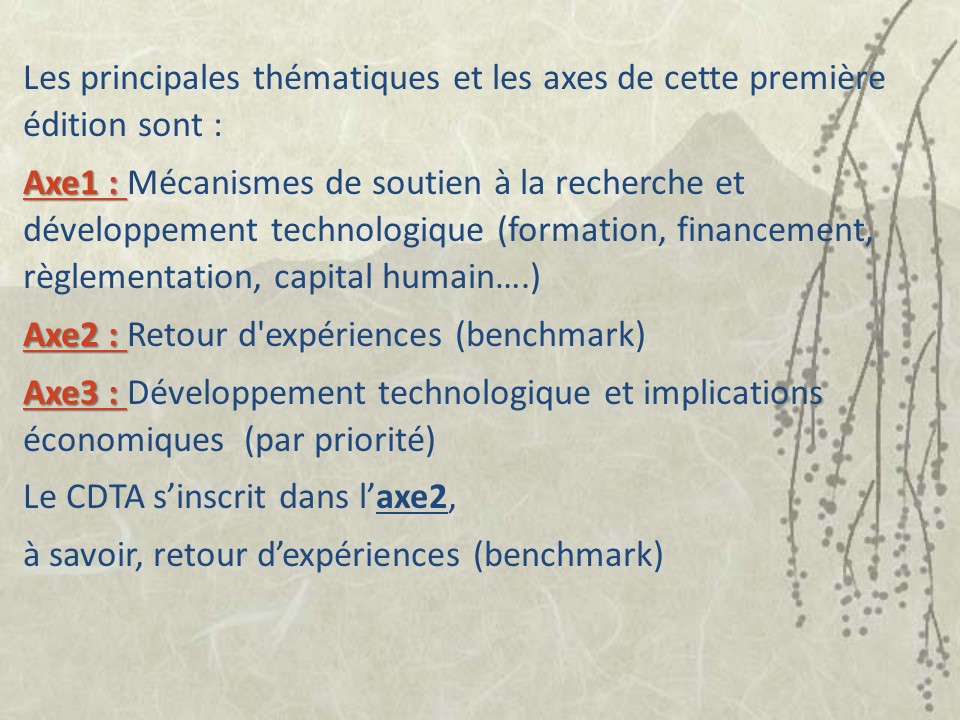 Les principales thématiques et les axes de cette première
édition sont :
Axe1 : Mécanismes de soutien à la recherche et
développement technologique (formation, financement,
règlementation, capital humain….)
Axe2 : Retour d'expériences (benchmark)
Axe3 : Développement technologique et implications
économiques  (par priorité)
Le CDTA s’inscrit dans l’axe2,
à savoir, retour d’expériences (benchmark)